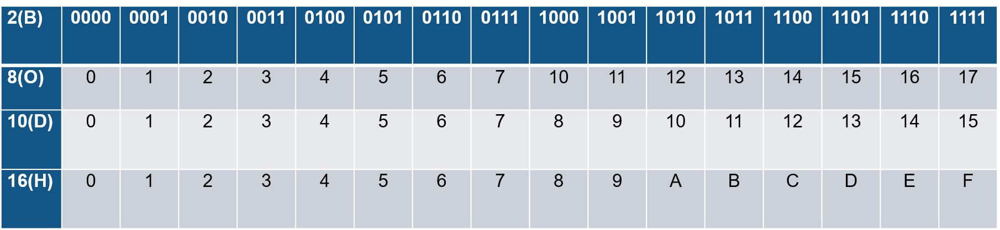 2(B) 0000 0001 0010 0011 0100 0101 0110 0111 1000 1001 1010 1011 1100 1101 1110 1111
8(O) 0 1 2 3 4 5 6 7 10 11 12 13 14 15 16 17
10(D) 0 1 2 3 4 5 6 7 8 9 10 11 12 13 14 15
16(H) 0 1 2 3 4 5 6 7 8 9 A B C D E F